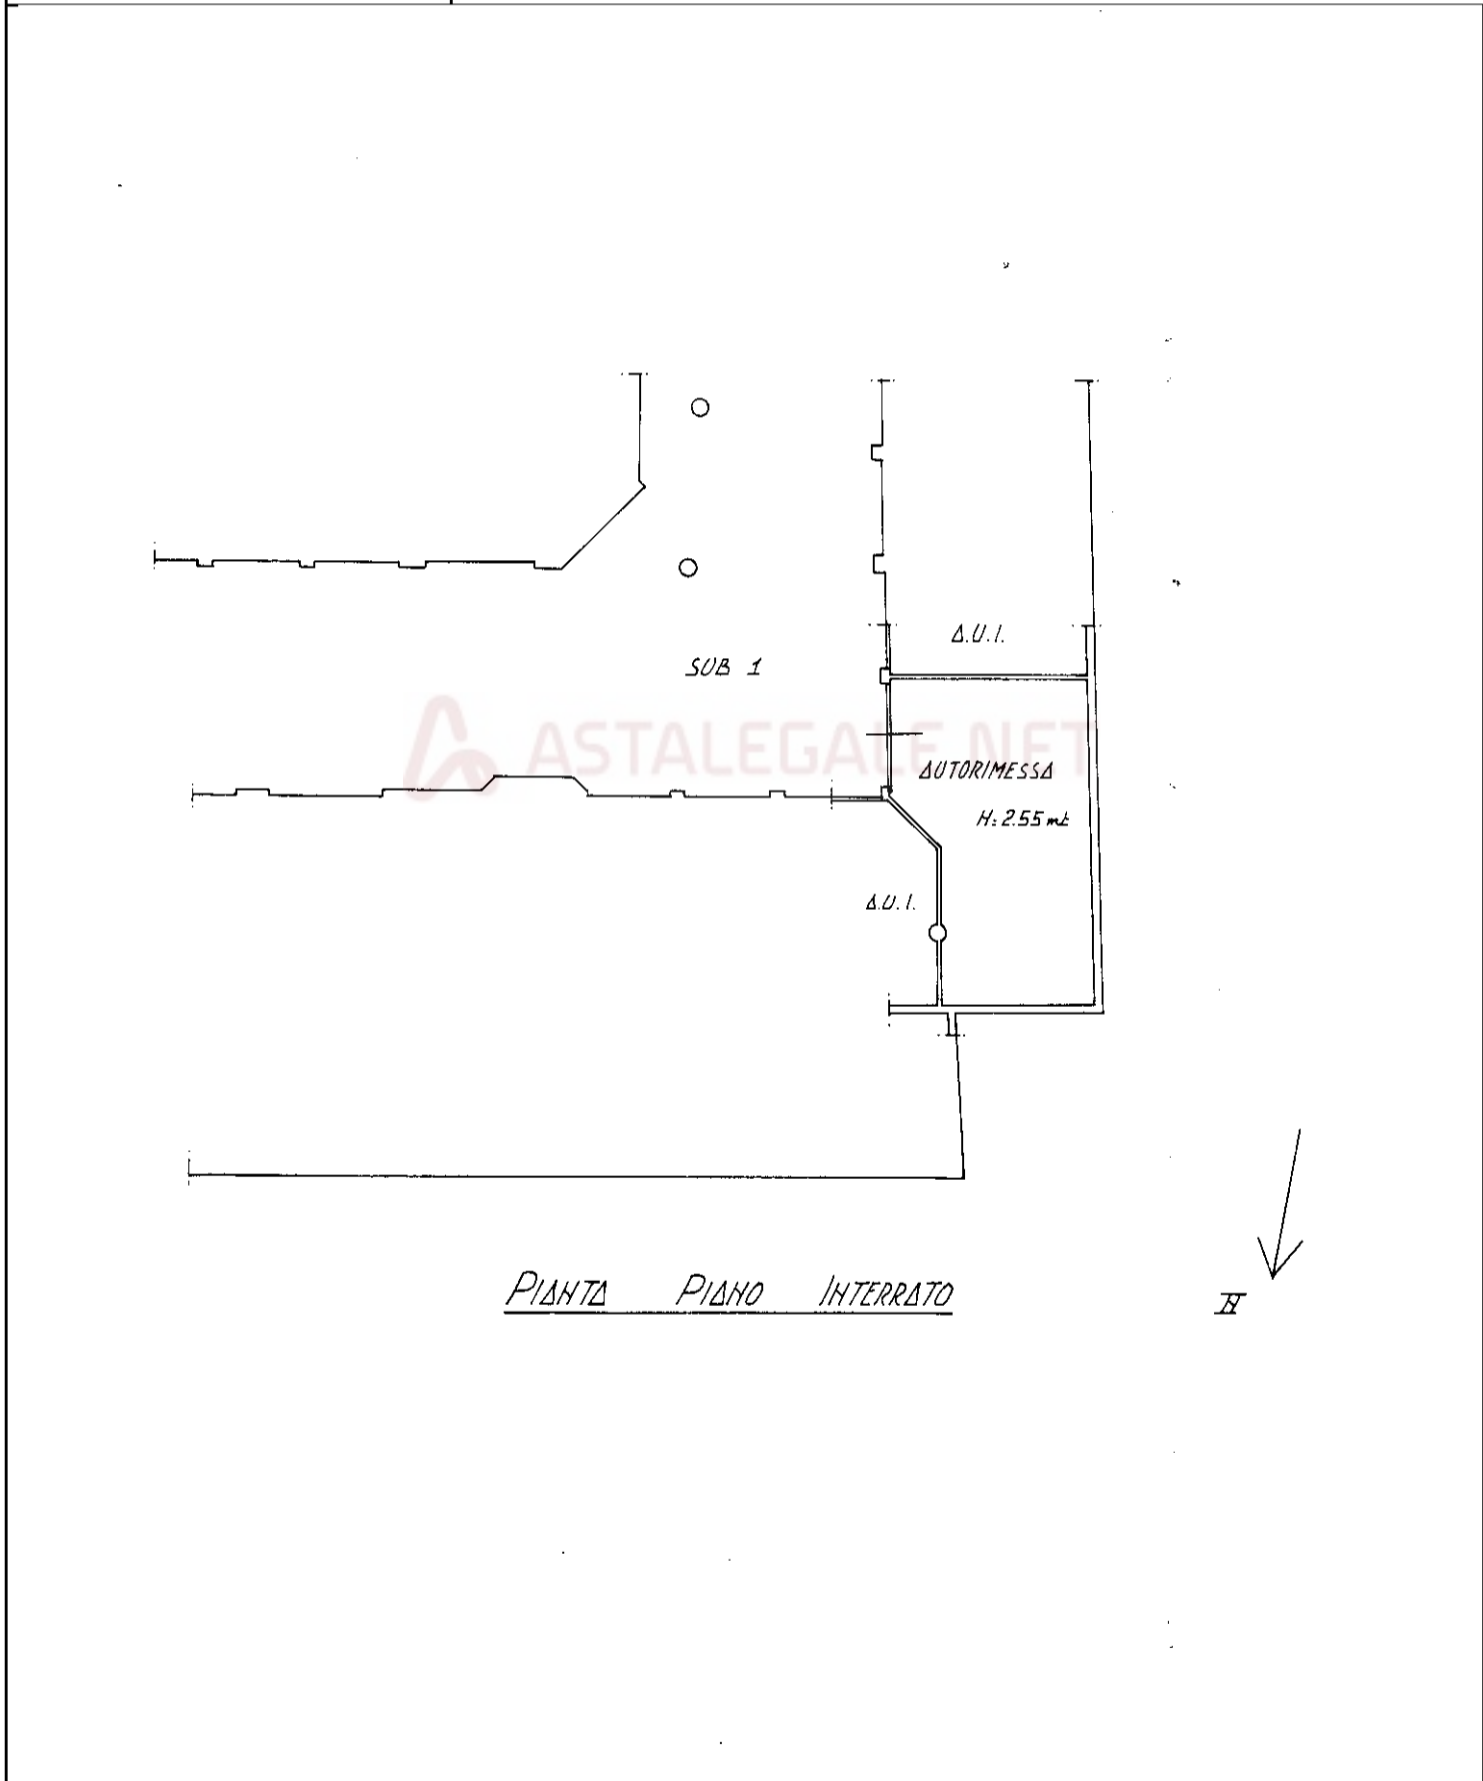 A.U.I.
SUB 1
ASTALEGALE.NET
AUTORIMESSA
H: 2.55 mt
A.U.I.
PIANTA PIANO INTERRATO
N